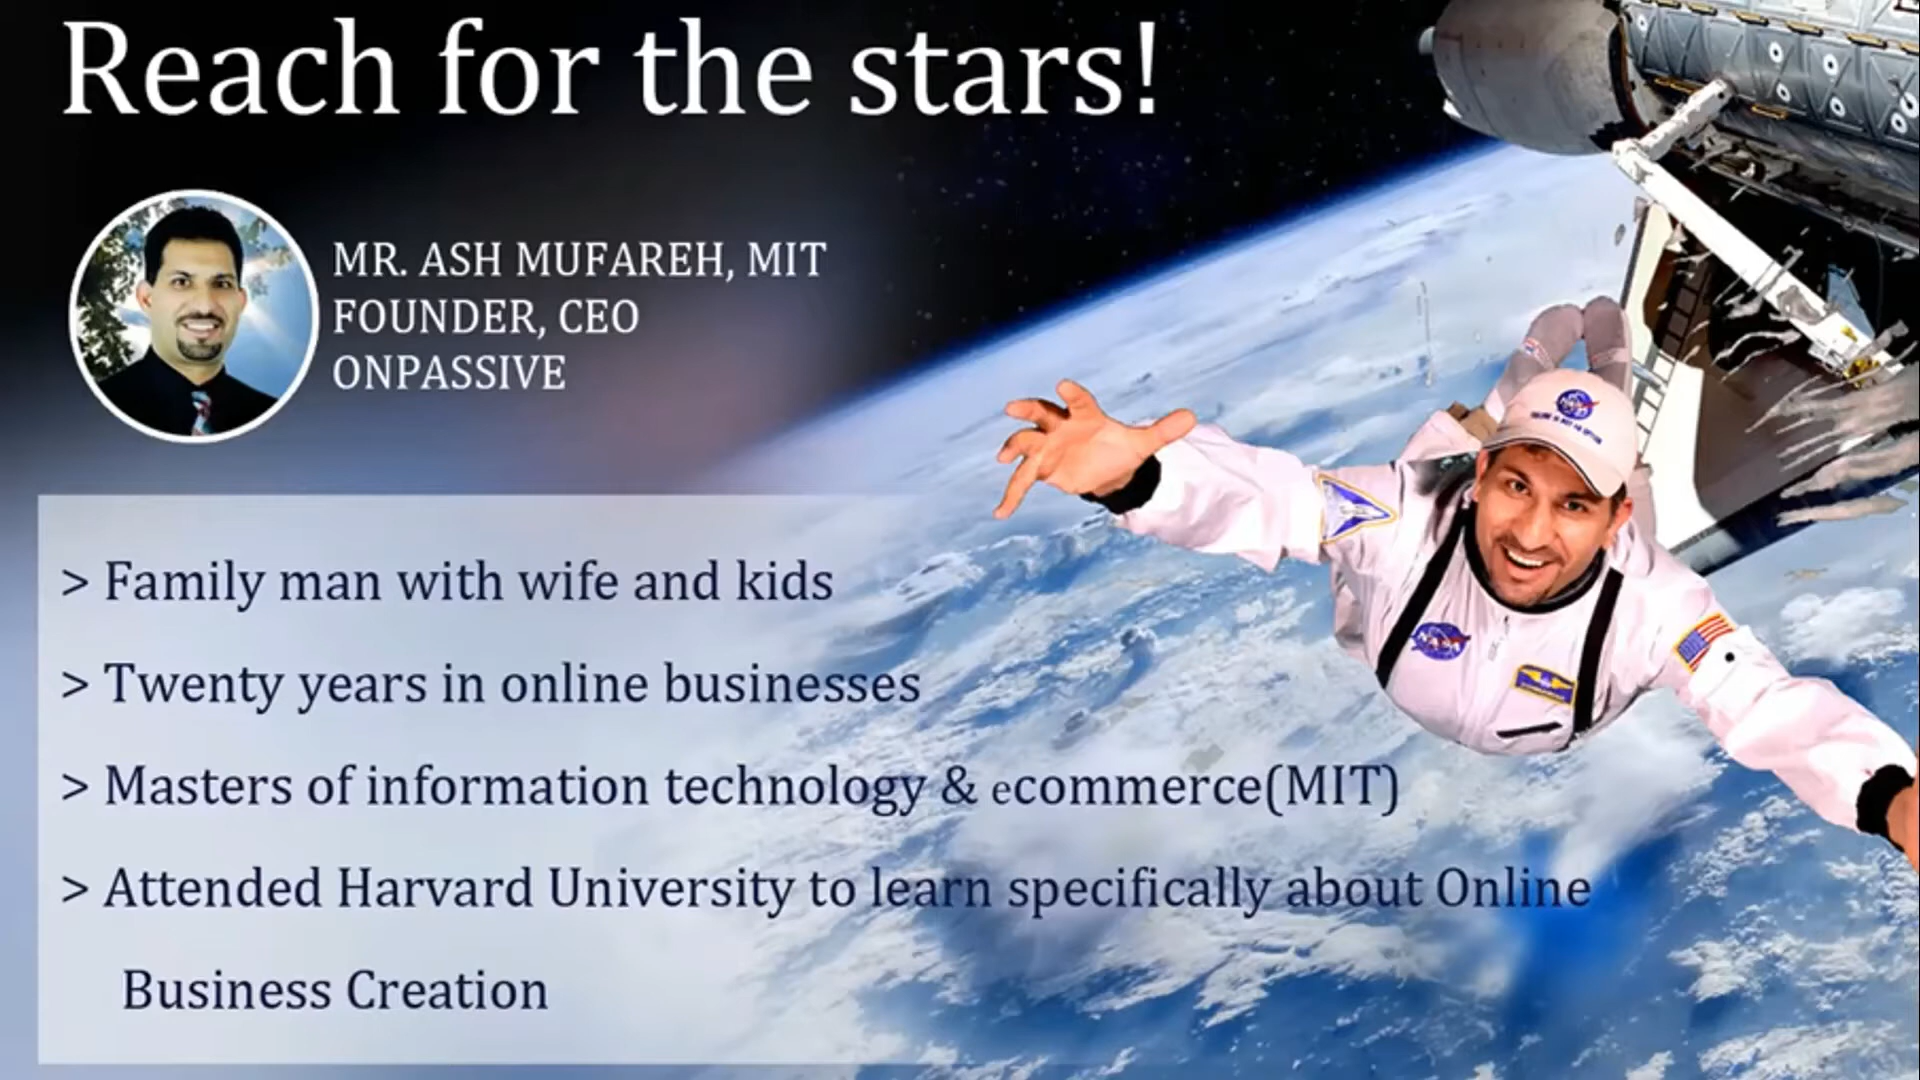 Reach for the stars!
MR. ASH MUFAREH, MIT
FOUNDER, CEO
ONPASSIVE
> Family man with wife and kids
> Twenty years in online businesses
> Masters of information technology & ecommerce(MIT)
> Attended Harvard University to learn specifically about Online
Business Creation
NASA
NASA